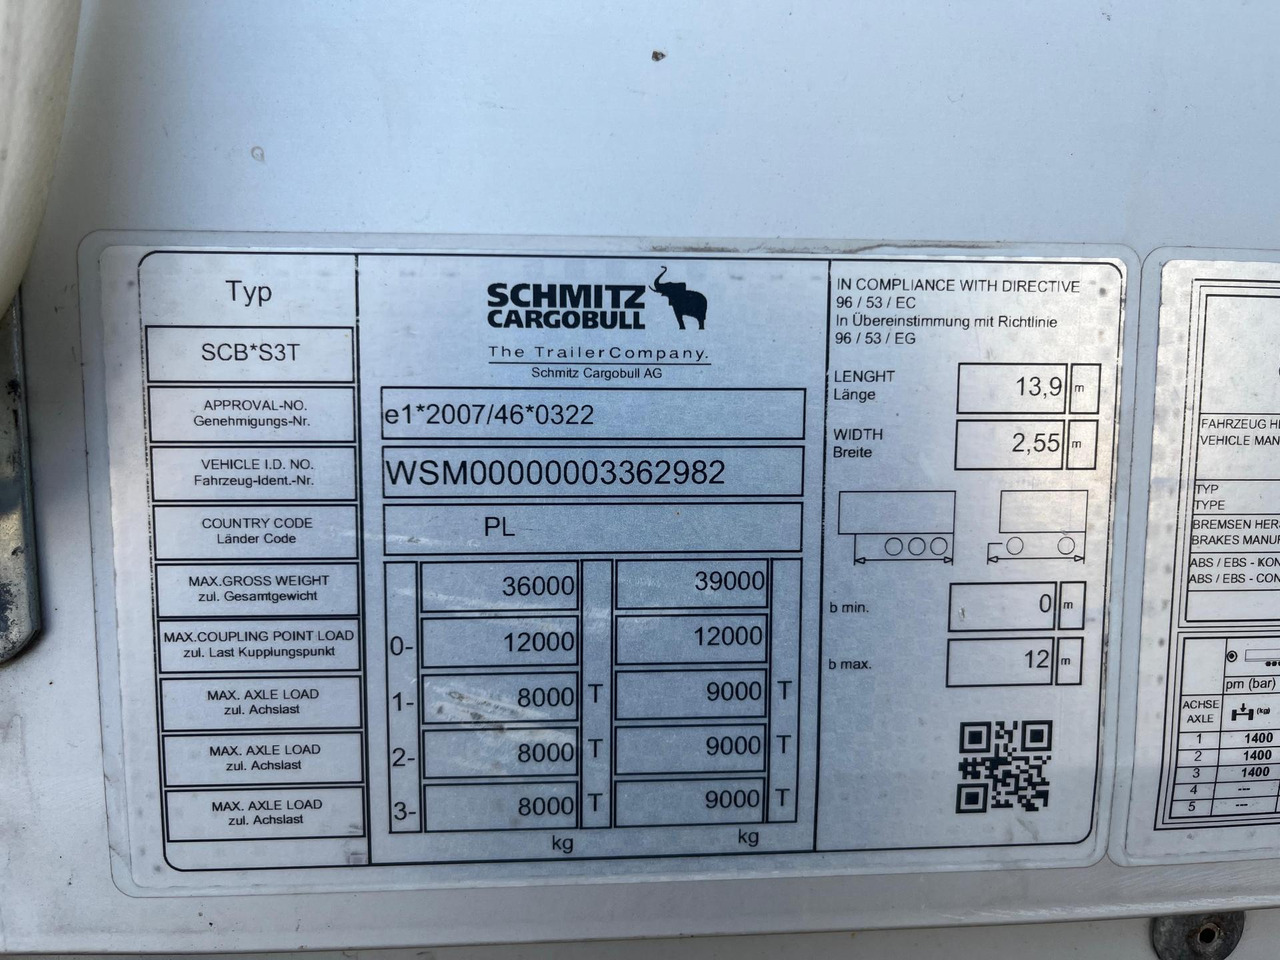 Typ
SCB*S3T
APPROVAL-NO.
Genehmigungs-Nr.
VEHICLE I.D. NO.
Fahrzeug-Ident.-Nr.
COUNTRY CODE
Länder Code
MAX.GROSS WEIGHT
zul. Gesamtgewicht
MAX.COUPLING POINT LOAD
zul. Last Kupplungspunkt
MAX. AXLE LOAD
zul. Achslast
MAX. AXLE LOAD
zul. Achslast
MAX. AXLE LOAD
zul. Achslast
SCHMITZ
CARGOBULL
The TrailerCompany.
Schmitz Cargobull AG
e1*2007/46*0322
WSM00000003362982
PL
36000 39000
0- 12000 12000
1- 8000 T 9000 T
2- 8000 T 9000 T
3- 8000 T 9000 T
kg kg
IN COMPLIANCE WITH DIRECTIVE
96 / 53 / EC
In Übereinstimmung mit Richtlinie
96 / 53 / EG
LENGHT
Länge
13,9 m
WIDTH
Breite
2,55 m
b min. 0 m
b max. 12 m
FAHRZEUG HE
VEHICLE MAN
TYP
TYPE
BREMSEN HERS
BRAKES MANUF
ABS / EBS - KON
ABS / EBS - CON
pm (bar)
ACHSE
AXLE
(kg)
1 1400
2 1400
3 1400
4 ---
5 ---